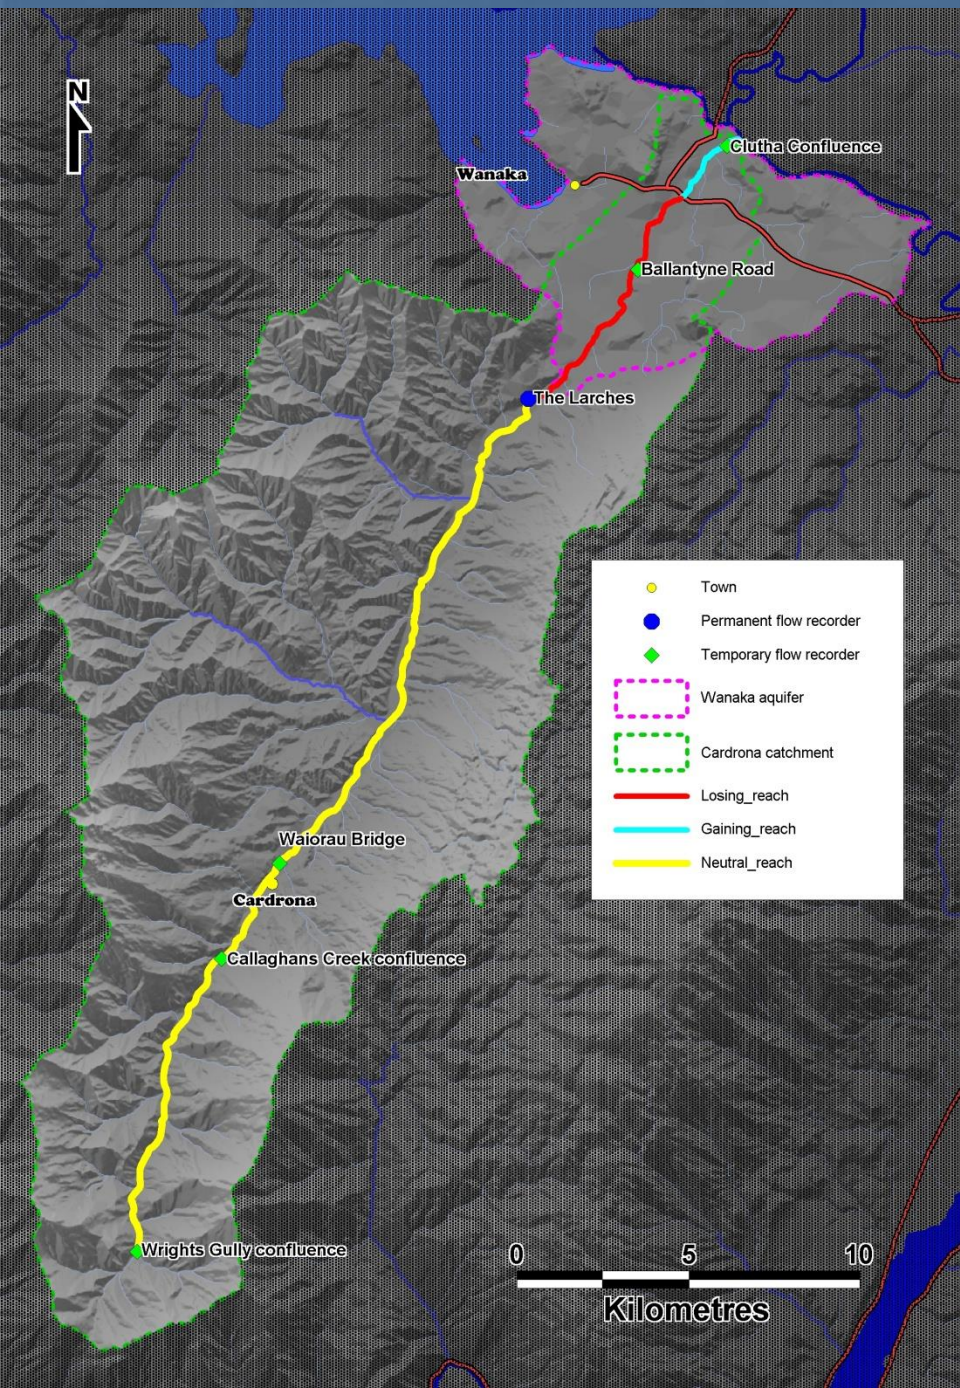 N
Clutha Confluence
Wanaka
Ballantyne Road
The Larches
Town
Permanent flow recorder
Temporary flow recorder
Wanaka aquifer
Cardrona catchment
Losing_reach
Gaining_reach
Neutral_reach
Waiorau Bridge
Cardrona
Callaghans Creek confluence
Wrights Gully confluence
0 5 10
Kilometres